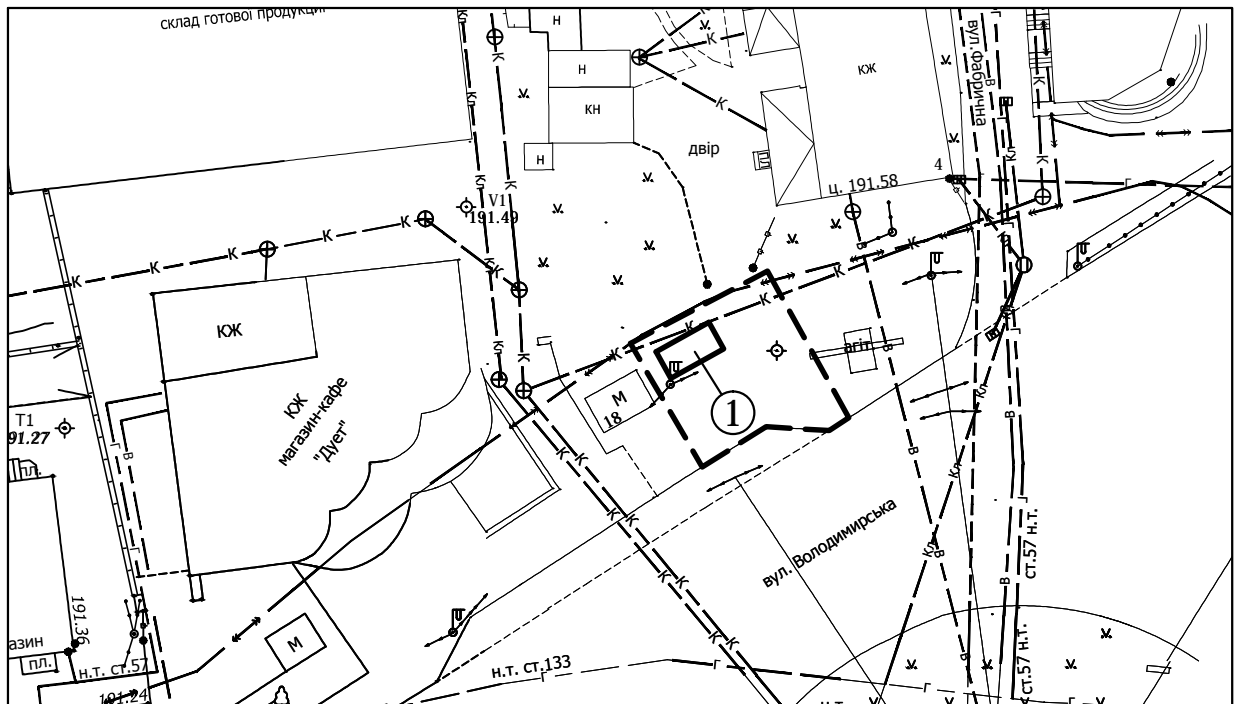 склад готової продукції
н
н
кн
н
двір
кж
вул. фабрична
пл
4
ц. 191.58
V1
191.49
К
К
К
К
К
К
КЖ
КЖ
магазин-кафе
"Дует"
М
18
1
агіт.
Т1
91.27
пл.
вул. Володимирська
ст.57 н.т.
ст.57 н.т.
191.36
азин
пл.
н.т. ст.57
191.24
М
н.т. ст.133
Г
Г
Г